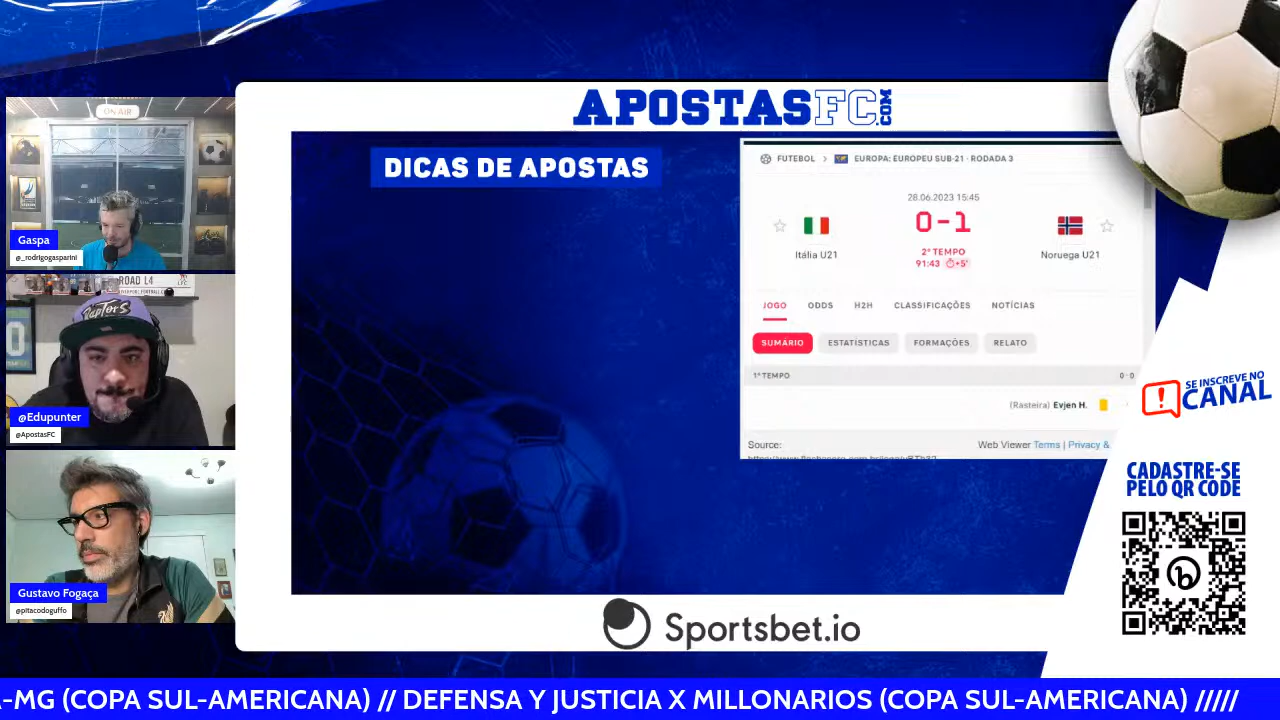 ON AIR
Gaspa
@_rodrigogasparini
ROAD L4
RAPTORS
@Edupunter
@ApostasFC
Gustavo Fogaça
@pitacodoguffo
APOSTASFC.COM
DICAS DE APOSTAS
FUTEBOL > EUROPA: EUROPEU SUB-21 - RODADA 3
28.06.2023 15:45
0-1
Itália U21
Noruega U21
2º TEMPO
91:43 +5'
JOGO ODDS H2H CLASSIFICAÇÕES NOTÍCIAS
SUMÁRIO ESTATÍSTICAS FORMAÇÕES RELATO
1º TEMPO 0-0
(Rasteira) Evjen H.
Source:
Web Viewer Terms | Privacy &
SE INSCREVE NO
CANAL
CADASTRE-SE
PELO QR CODE
Sportsbet.io
-MG (COPA SUL-AMERICANA) // DEFENSA Y JUSTICIA X MILLONARIOS (COPA SUL-AMERICANA) /////